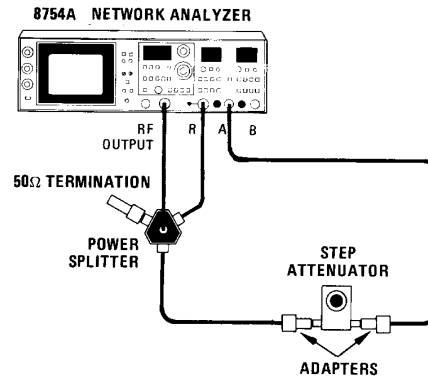 8754A NETWORK ANALYZER
RF
OUTPUT
R
A
B
50Ω TERMINATION
POWER
SPLITTER
STEP
ATTENUATOR
ADAPTERS